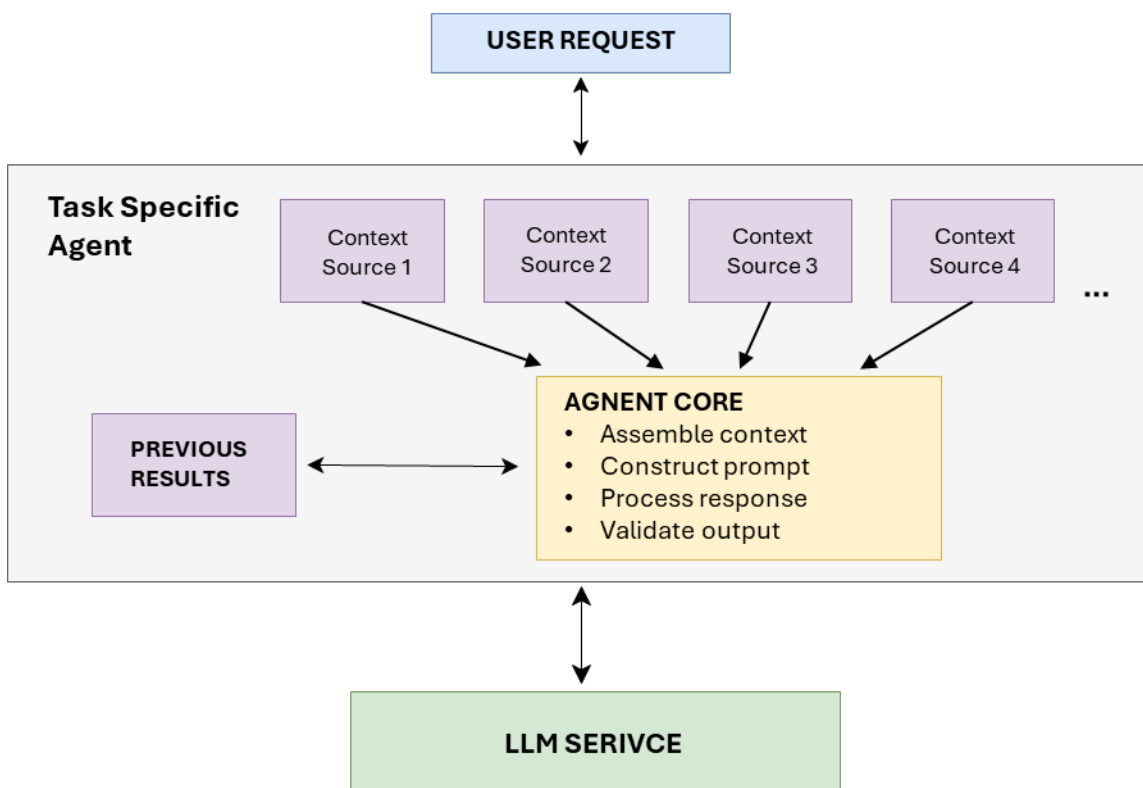 USER REQUEST
Task Specific
Agent
Context
Source 1
Context
Source 2
Context
Source 3
Context
Source 4
...
AGNENT CORE
• Assemble context
• Construct prompt
• Process response
• Validate output
PREVIOUS
RESULTS
LLM SERIVCE